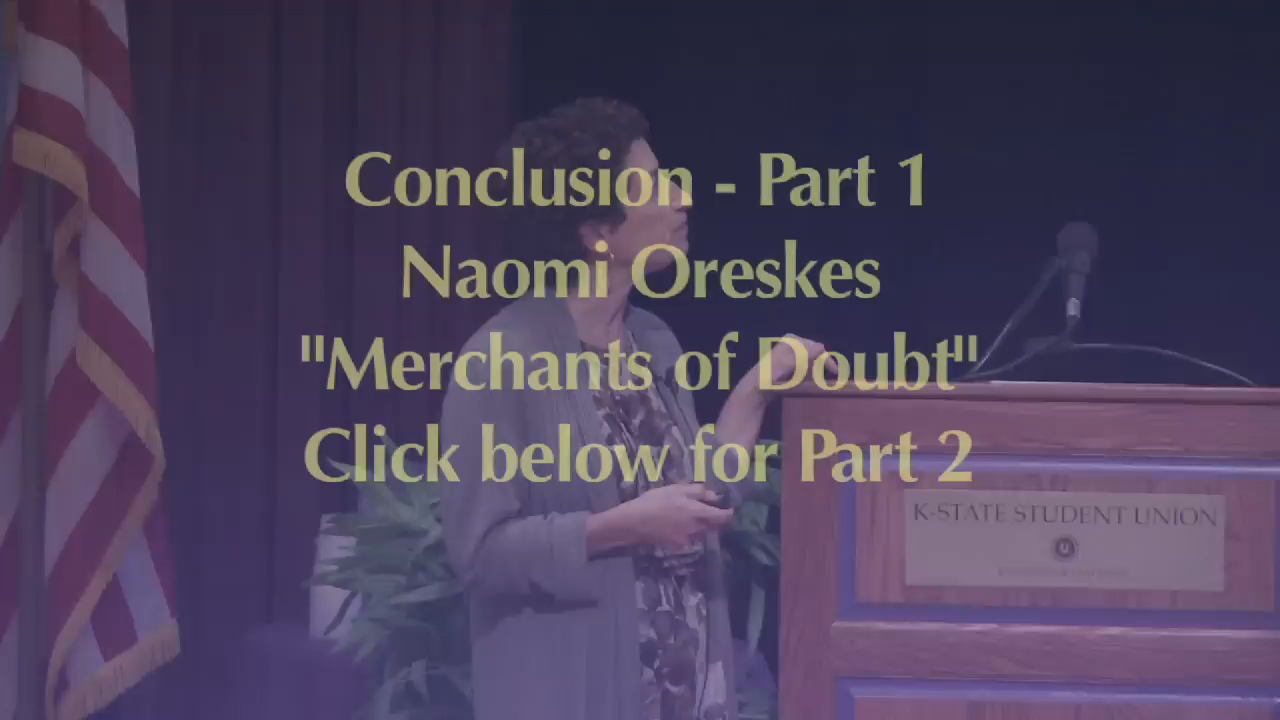 Conclusion - Part 1
Naomi Oreskes
"Merchants of Doubt"
Click below for Part 2
K-STATE STUDENT UNION